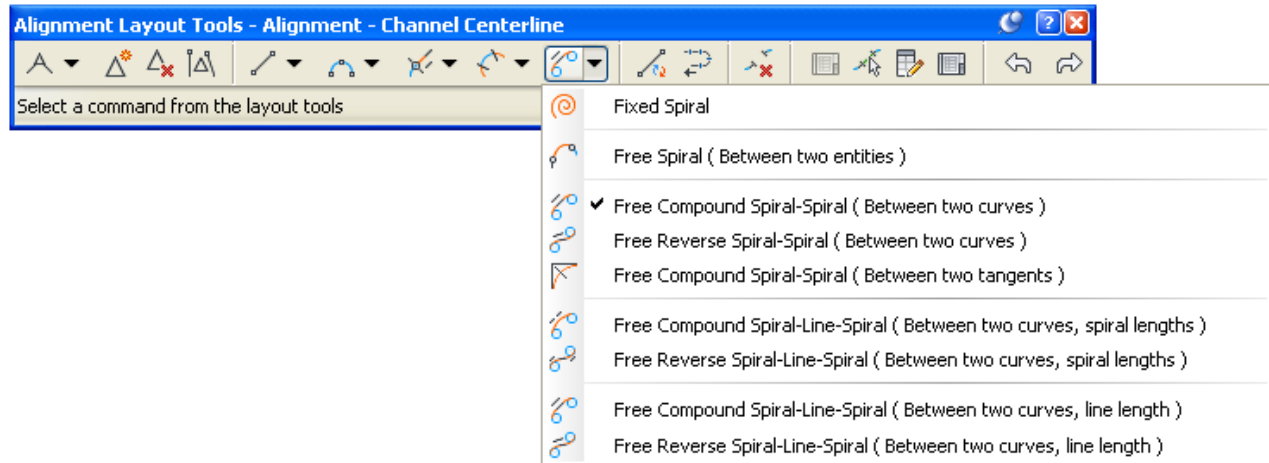 Alignment Layout Tools - Alignment - Channel Centerline
Select a command from the layout tools
Fixed Spiral
Free Spiral ( Between two entities )
Free Compound Spiral-Spiral ( Between two curves )
Free Reverse Spiral-Spiral ( Between two curves )
Free Compound Spiral-Spiral ( Between two tangents )
Free Compound Spiral-Line-Spiral ( Between two curves, spiral lengths )
Free Reverse Spiral-Line-Spiral ( Between two curves, spiral lengths )
Free Compound Spiral-Line-Spiral ( Between two curves, line length )
Free Reverse Spiral-Line-Spiral ( Between two curves, line length )